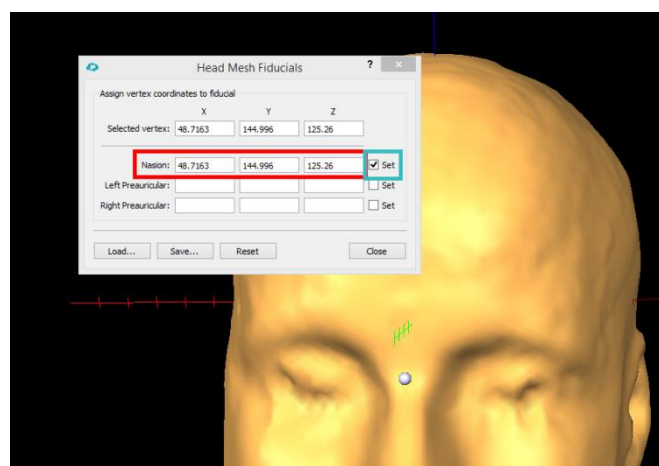 Head Mesh Fiducials ? ×
Assign vertex coordinates to fiducial
X Y Z
Selected vertex: 48.7163 144.996 125.26
Nasion: 48.7163 144.996 125.26 Set
Left Preauricular: Set
Right Preauricular: Set
Load... Save... Reset Close